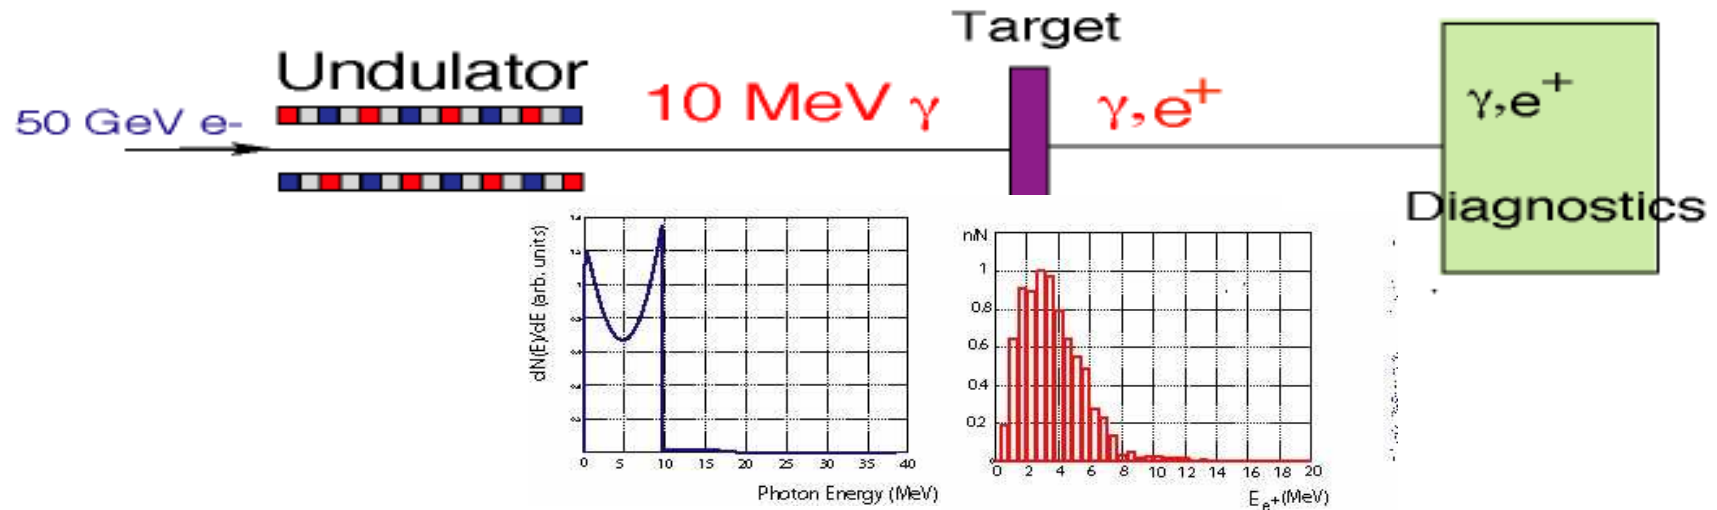 Target
Undulator
50 GeV e-
10 MeV γ
γ,e+
γ,e+
Diagnostics
dN(E)/dE (arb. units)
0 5 10 15 20 25 30 35 40
Photon Energy (MeV)
n/N
1
0.8
0.6
0.4
0.2
0 2 4 6 8 10 12 14 16 18 20
E e+(MeV)